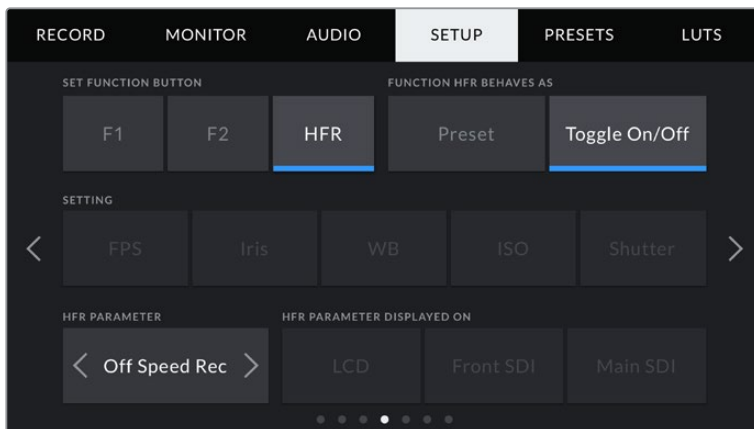 RECORD MONITOR AUDIO SETUP PRESETS LUTS
SET FUNCTION BUTTON FUNCTION HFR BEHAVES AS
F1 F2 HFR Preset Toggle On/Off
SETTING
FPS Iris WB ISO Shutter
HFR PARAMETER HFR PARAMETER DISPLAYED ON
Off Speed Rec LCD Front SDI Main SDI